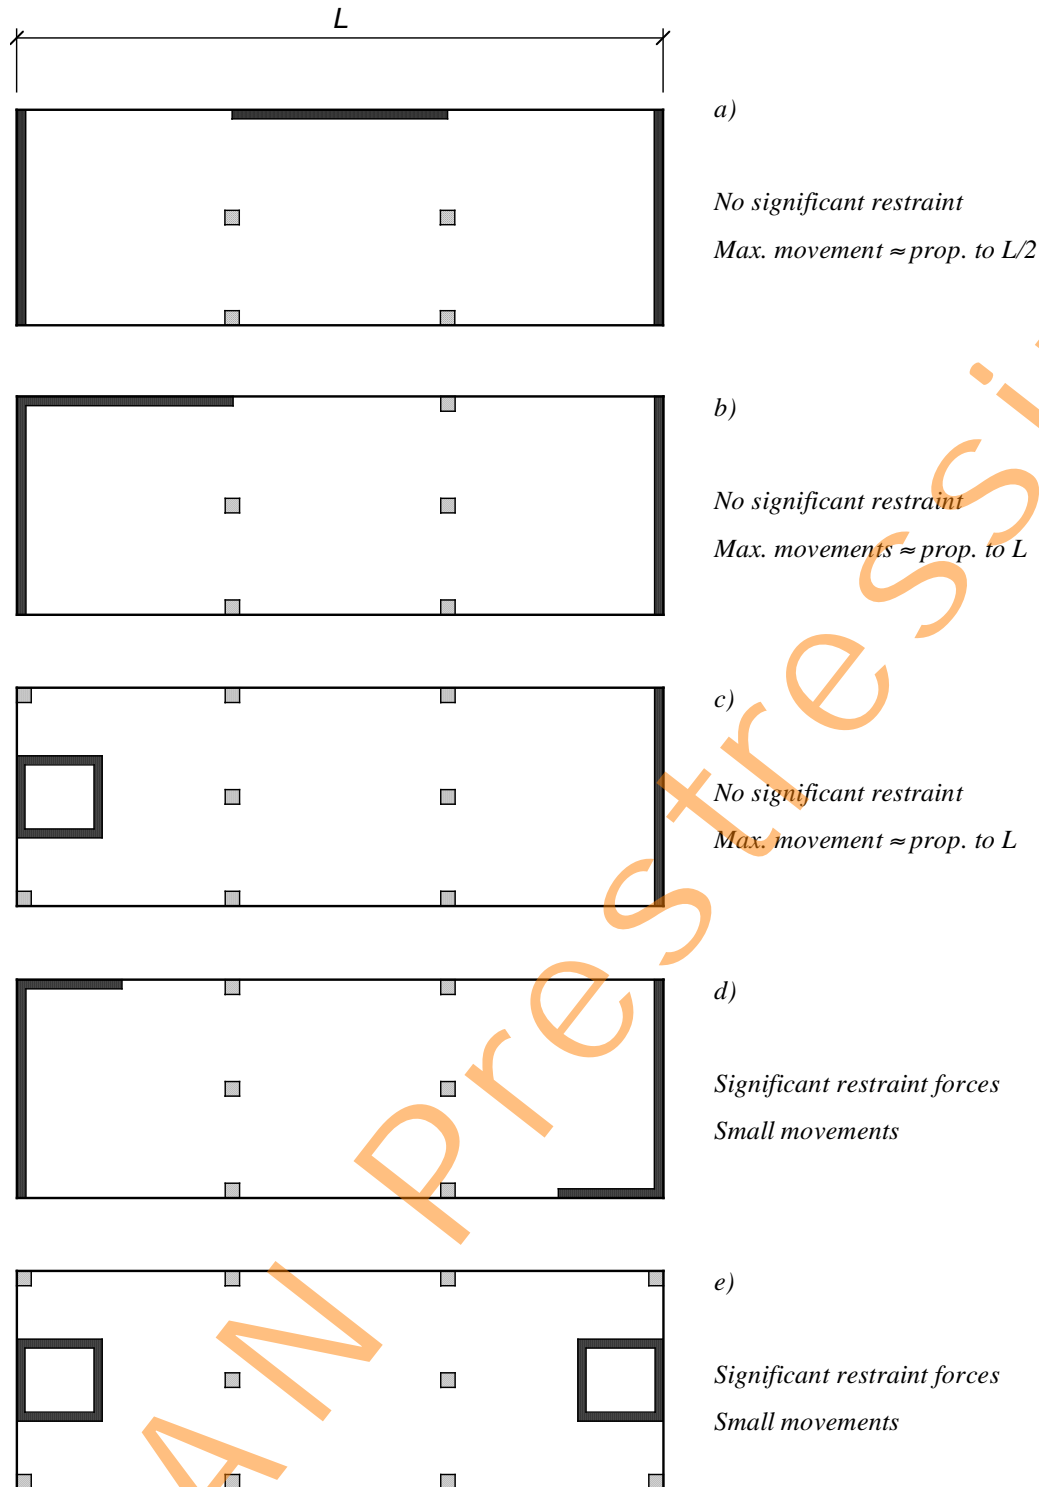 L
a)
No significant restraint
Max. movement ≈ prop. to L/2
b)
No significant restraint
Max. movements ≈ prop. to L
c)
No significant restraint
Max. movement ≈ prop. to L
d)
Significant restraint forces
Small movements
e)
Significant restraint forces
Small movements
AN Pressi